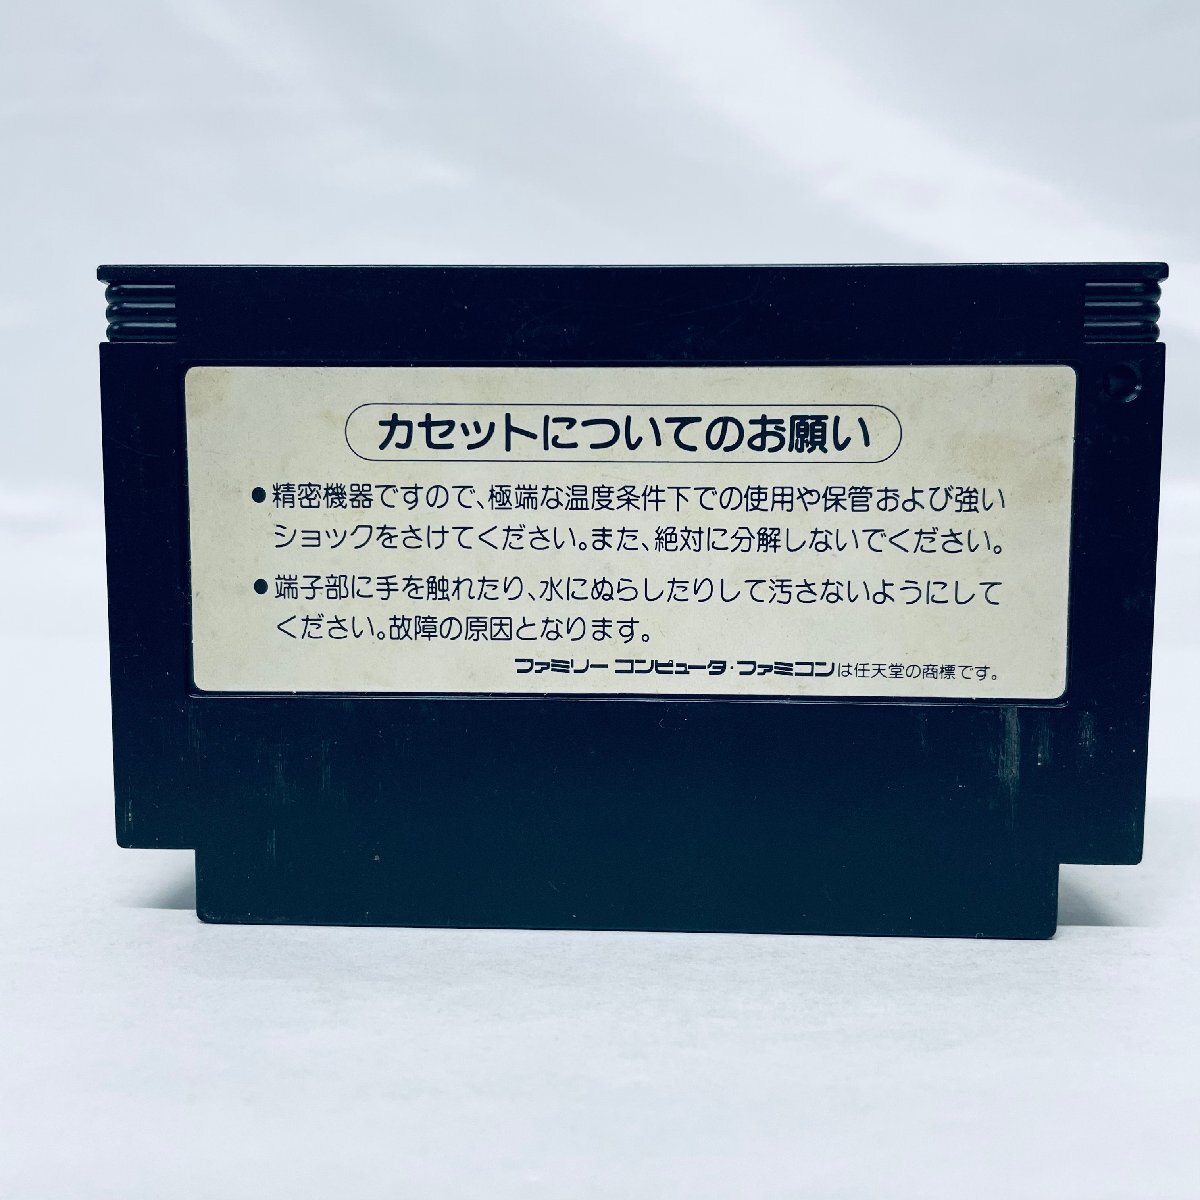 カセットについてのお願い
●精密機器ですので、極端な温度条件下での使用や保管および強い
ショックをさけてください。また、絶対に分解しないでください。
●端子部に手を触れたり、水にぬらしたりして汚さないようにして
ください。故障の原因となります。
ファミリー コンピュータ・ファミコンは任天堂の商標です。